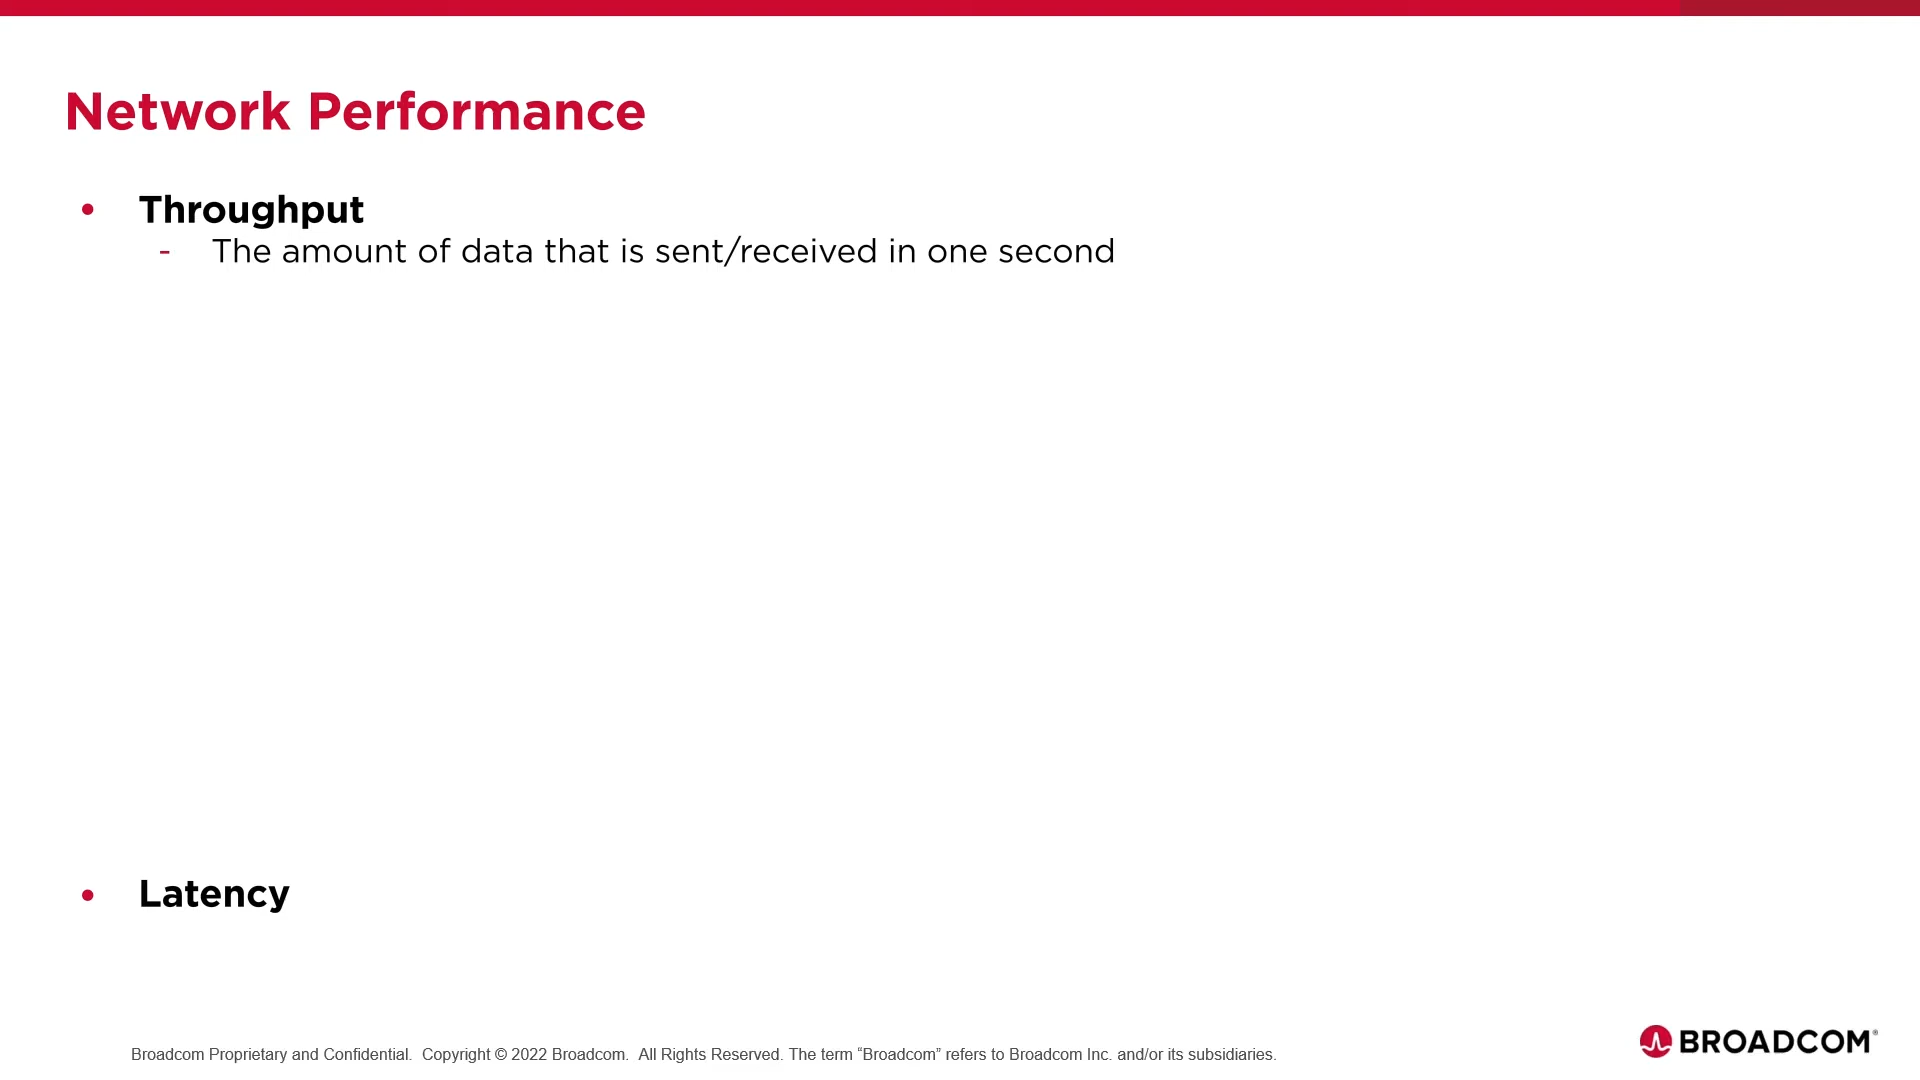 Network Performance
• Throughput
- The amount of data that is sent/received in one second
• Latency
Broadcom Proprietary and Confidential.  Copyright © 2022 Broadcom.  All Rights Reserved. The term “Broadcom” refers to Broadcom Inc. and/or its subsidiaries.
BROADCOM®